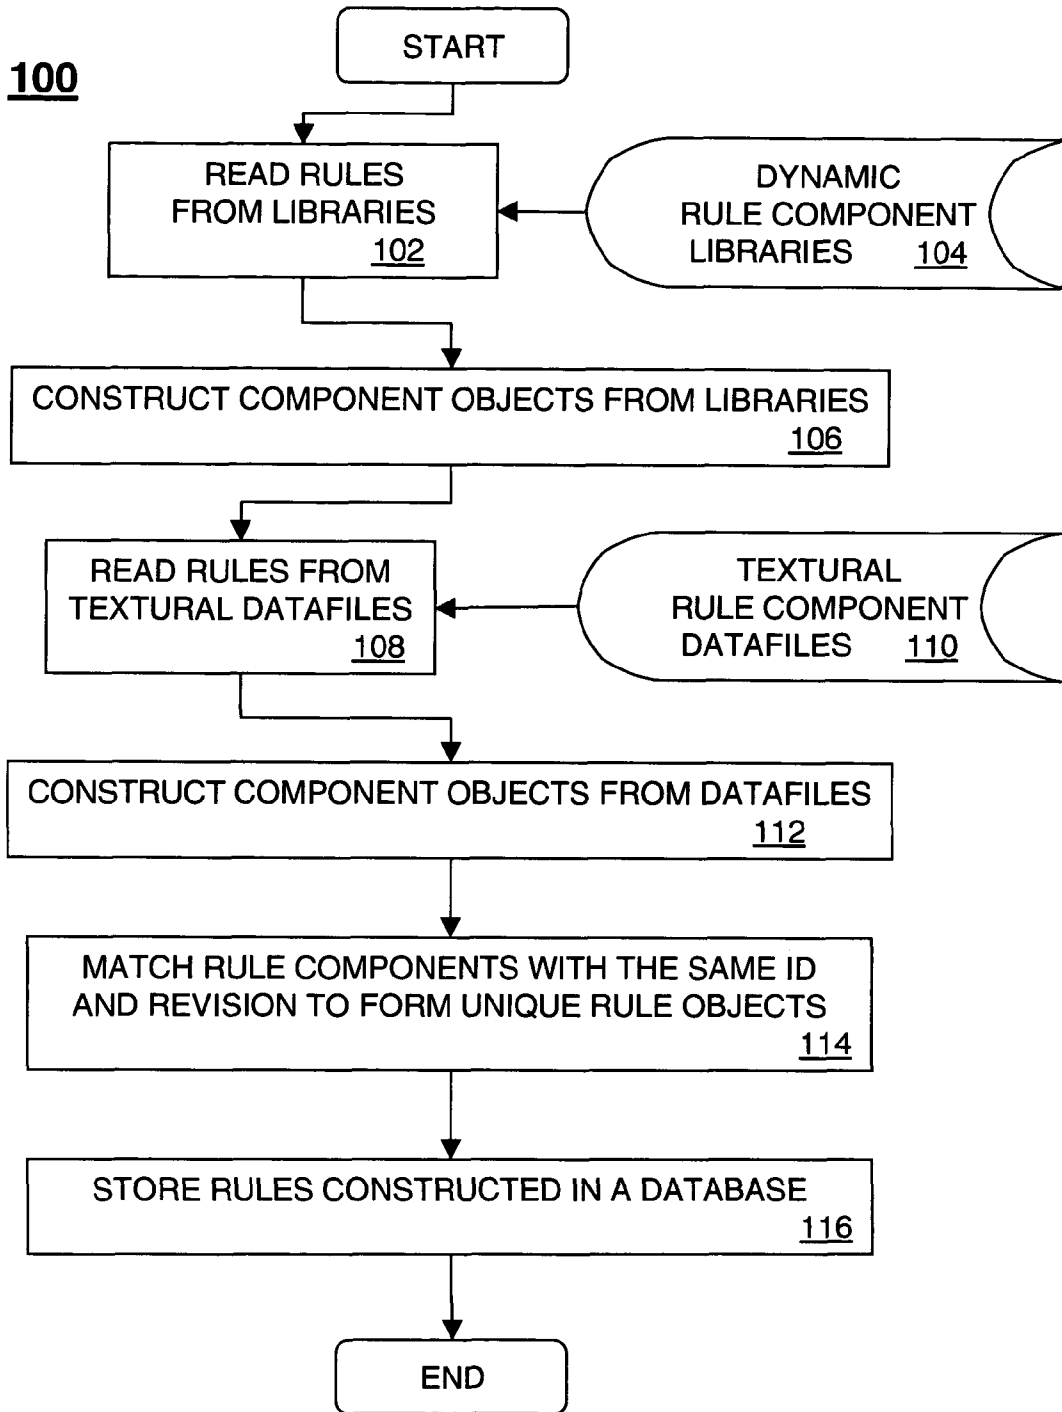 START
100
READ RULES
FROM LIBRARIES
102
DYNAMIC
RULE COMPONENT
LIBRARIES 104
CONSTRUCT COMPONENT OBJECTS FROM LIBRARIES
106
READ RULES FROM
TEXTURAL DATAFILES
108
TEXTURAL
RULE COMPONENT
DATAFILES 110
CONSTRUCT COMPONENT OBJECTS FROM DATAFILES
112
MATCH RULE COMPONENTS WITH THE SAME ID
AND REVISION TO FORM UNIQUE RULE OBJECTS
114
STORE RULES CONSTRUCTED IN A DATABASE
116
END